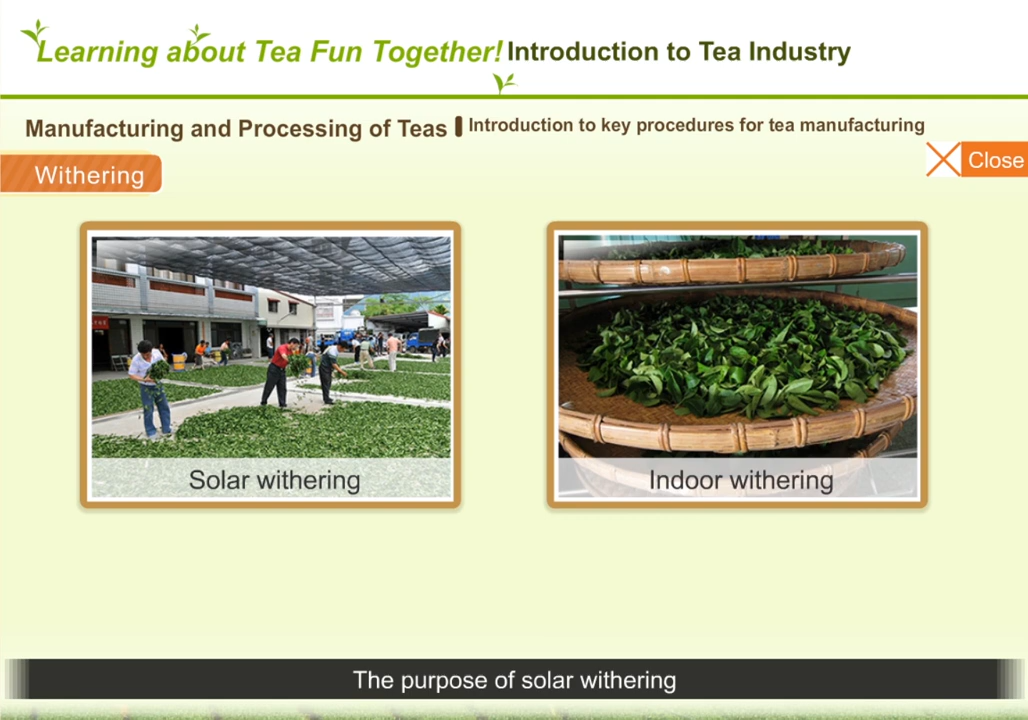 Learning about Tea Fun Together! Introduction to Tea Industry
Manufacturing and Processing of Teas Introduction to key procedures for tea manufacturing
Close
Withering
Solar withering
Indoor withering
The purpose of solar withering